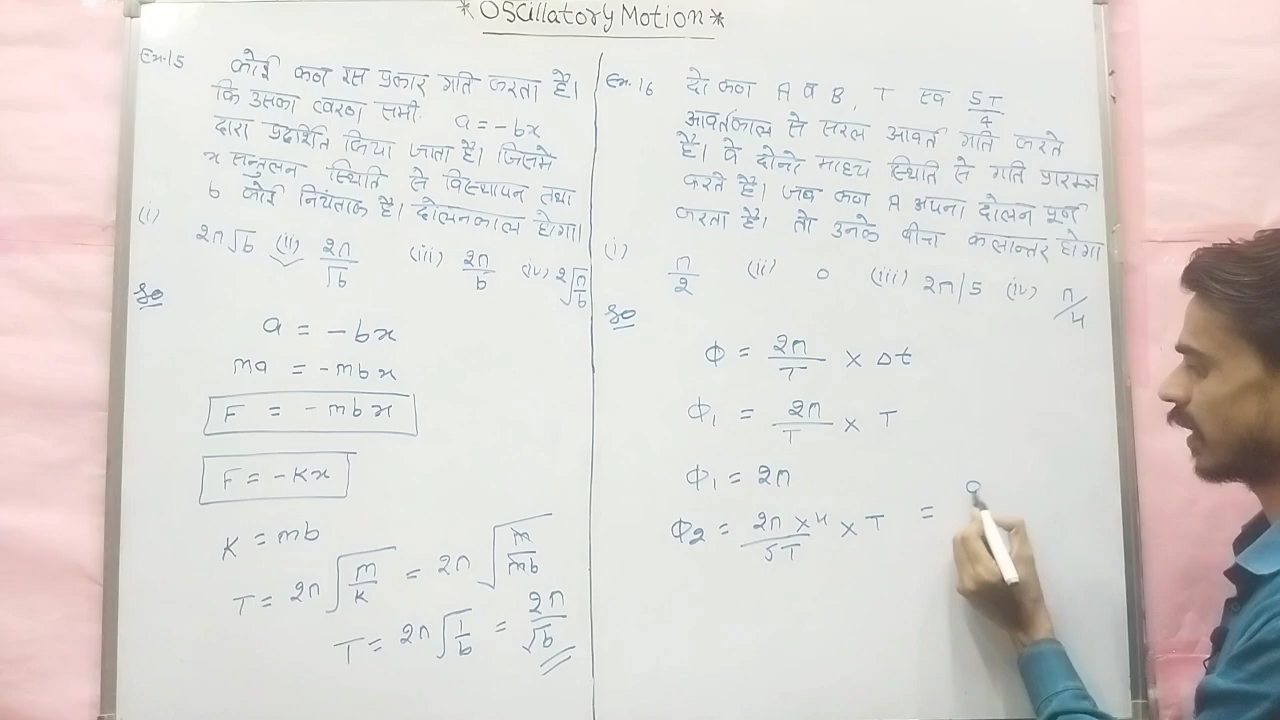 *Oscillatory Motion*
Ex.15 कोई कण इस प्रकार गति करता है।
कि उसका त्वरण समी. a = -bx
द्वारा प्रदर्शित किया जाता है। जिसमे
x सन्तुलन स्थिति से विस्थापन तथा
b कोई नियंताक है। दोलनकाल होगा।
(i) 2π√b (ii) 2π/√b (iii) 2π/b (iv) 2√π/b
So
a = -bx
ma = -mbx
F = -mbx
F = -Kx
K = mb
T = 2π√m/K = 2π√m/mb
T = 2π√1/b = 2π/√b
Ex. 16 दो कण A व B, T एव 5T/4
आवर्तकाल से सरल आवर्त गति करते
है। वे दोनो माध्य स्थिति से गति प्रारम्भ
करते है। जब कण A अपना दोलन पूर्ण
करता है। तो उनके बीच कलान्तर होगा
(i) π/2 (ii) 0 (iii) 2π/5 (iv) π/4
So
Φ = 2π/T × Δt
Φ₁ = 2π/T × T
Φ₁ = 2π
Φ₂ = 2π×4/5T × T =